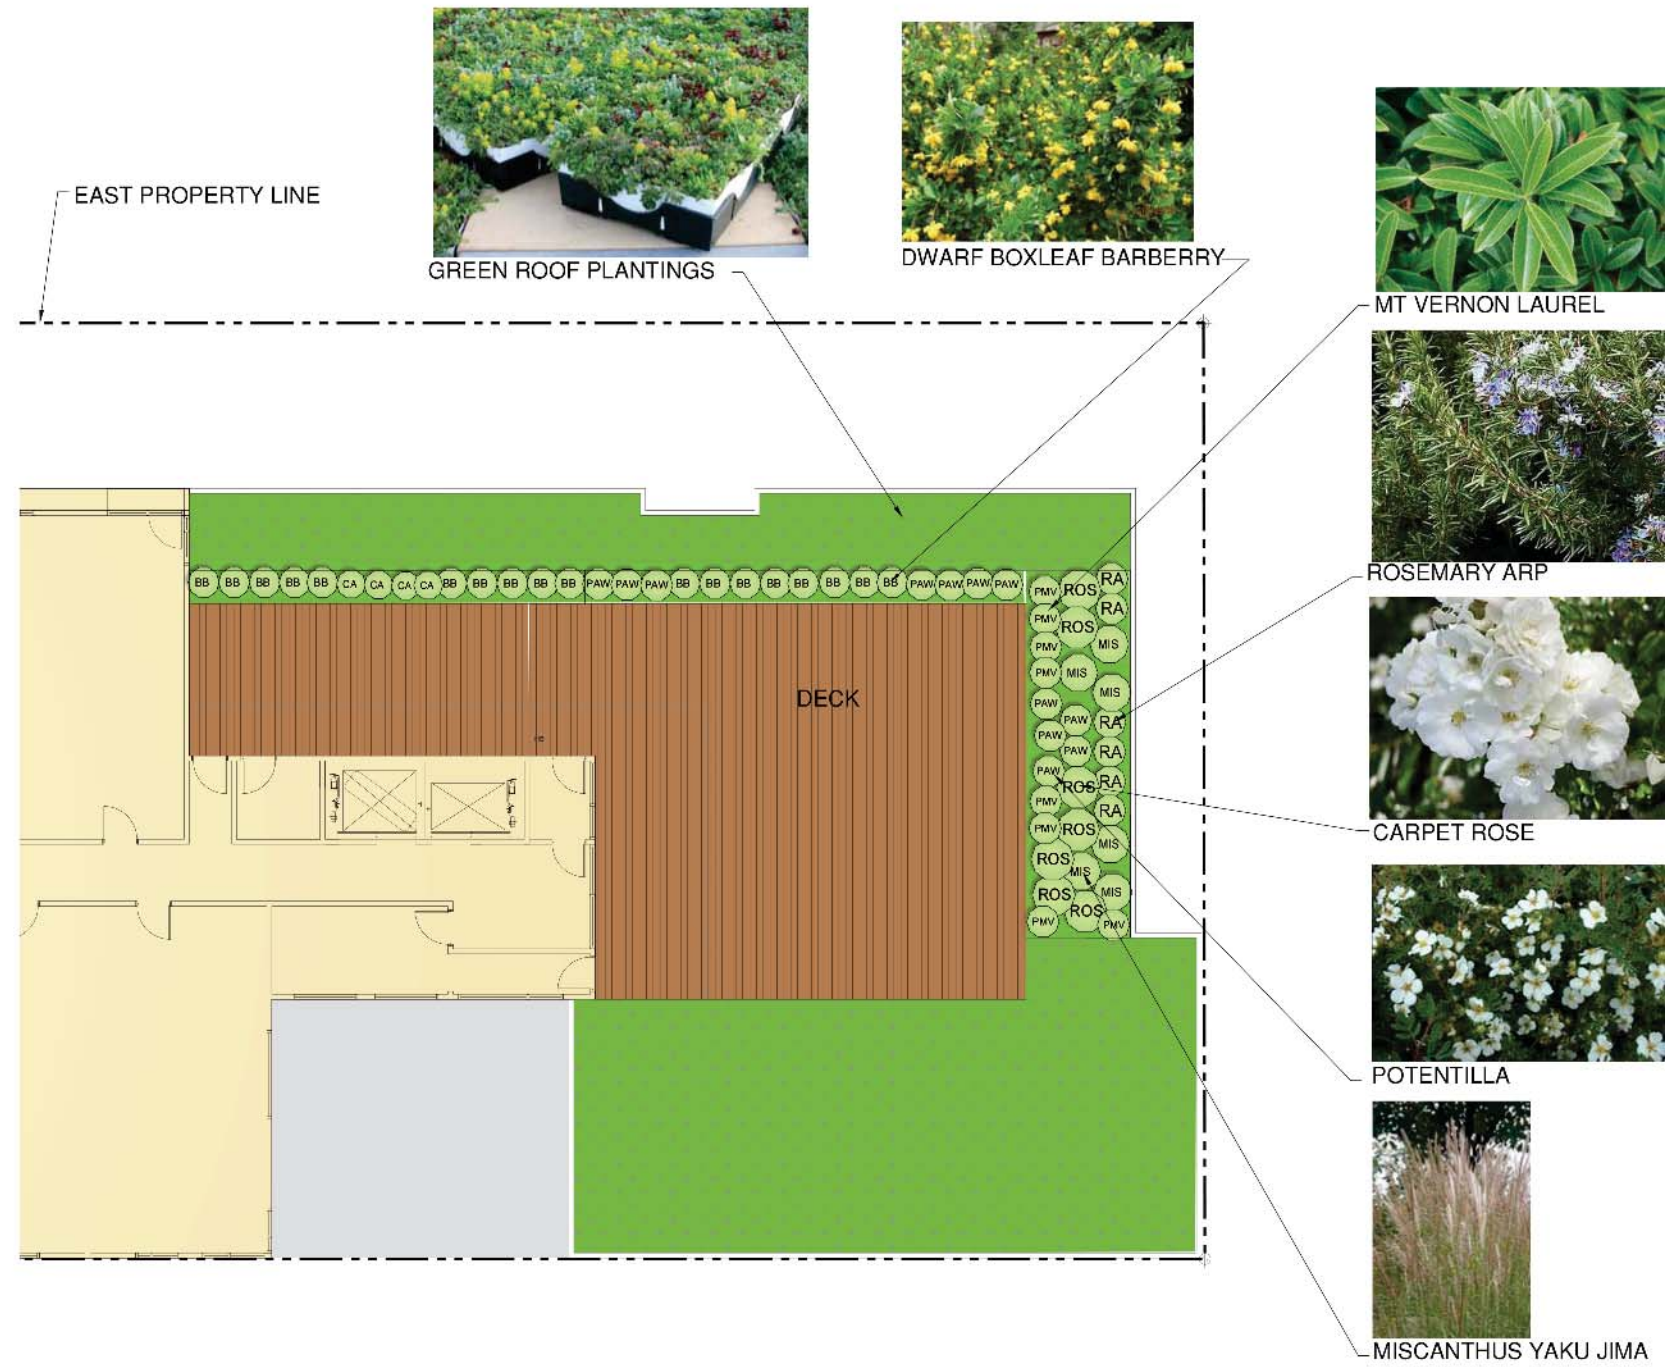 EAST PROPERTY LINE
GREEN ROOF PLANTINGS
DWARF BOXLEAF BARBERRY
MT VERNON LAUREL
ROSEMARY ARP
CARPET ROSE
POTENTILLA
MISCANTHUS YAKU JIMA
BB BB BB BB BB CA CA CA CA BB BB BB BB BB PAW PAW PAW BB BB BB BB BB BB BB BB PAW PAW PAW PAW
PMV ROS RA
PMV ROS RA
PMV MIS
PMV MIS MIS
PAW PAW RA
PAW PAW RA
PAW ROS RA
PMV RA
PMV ROS MIS
ROS MIS
ROS MIS
PMV ROS PMV
DECK